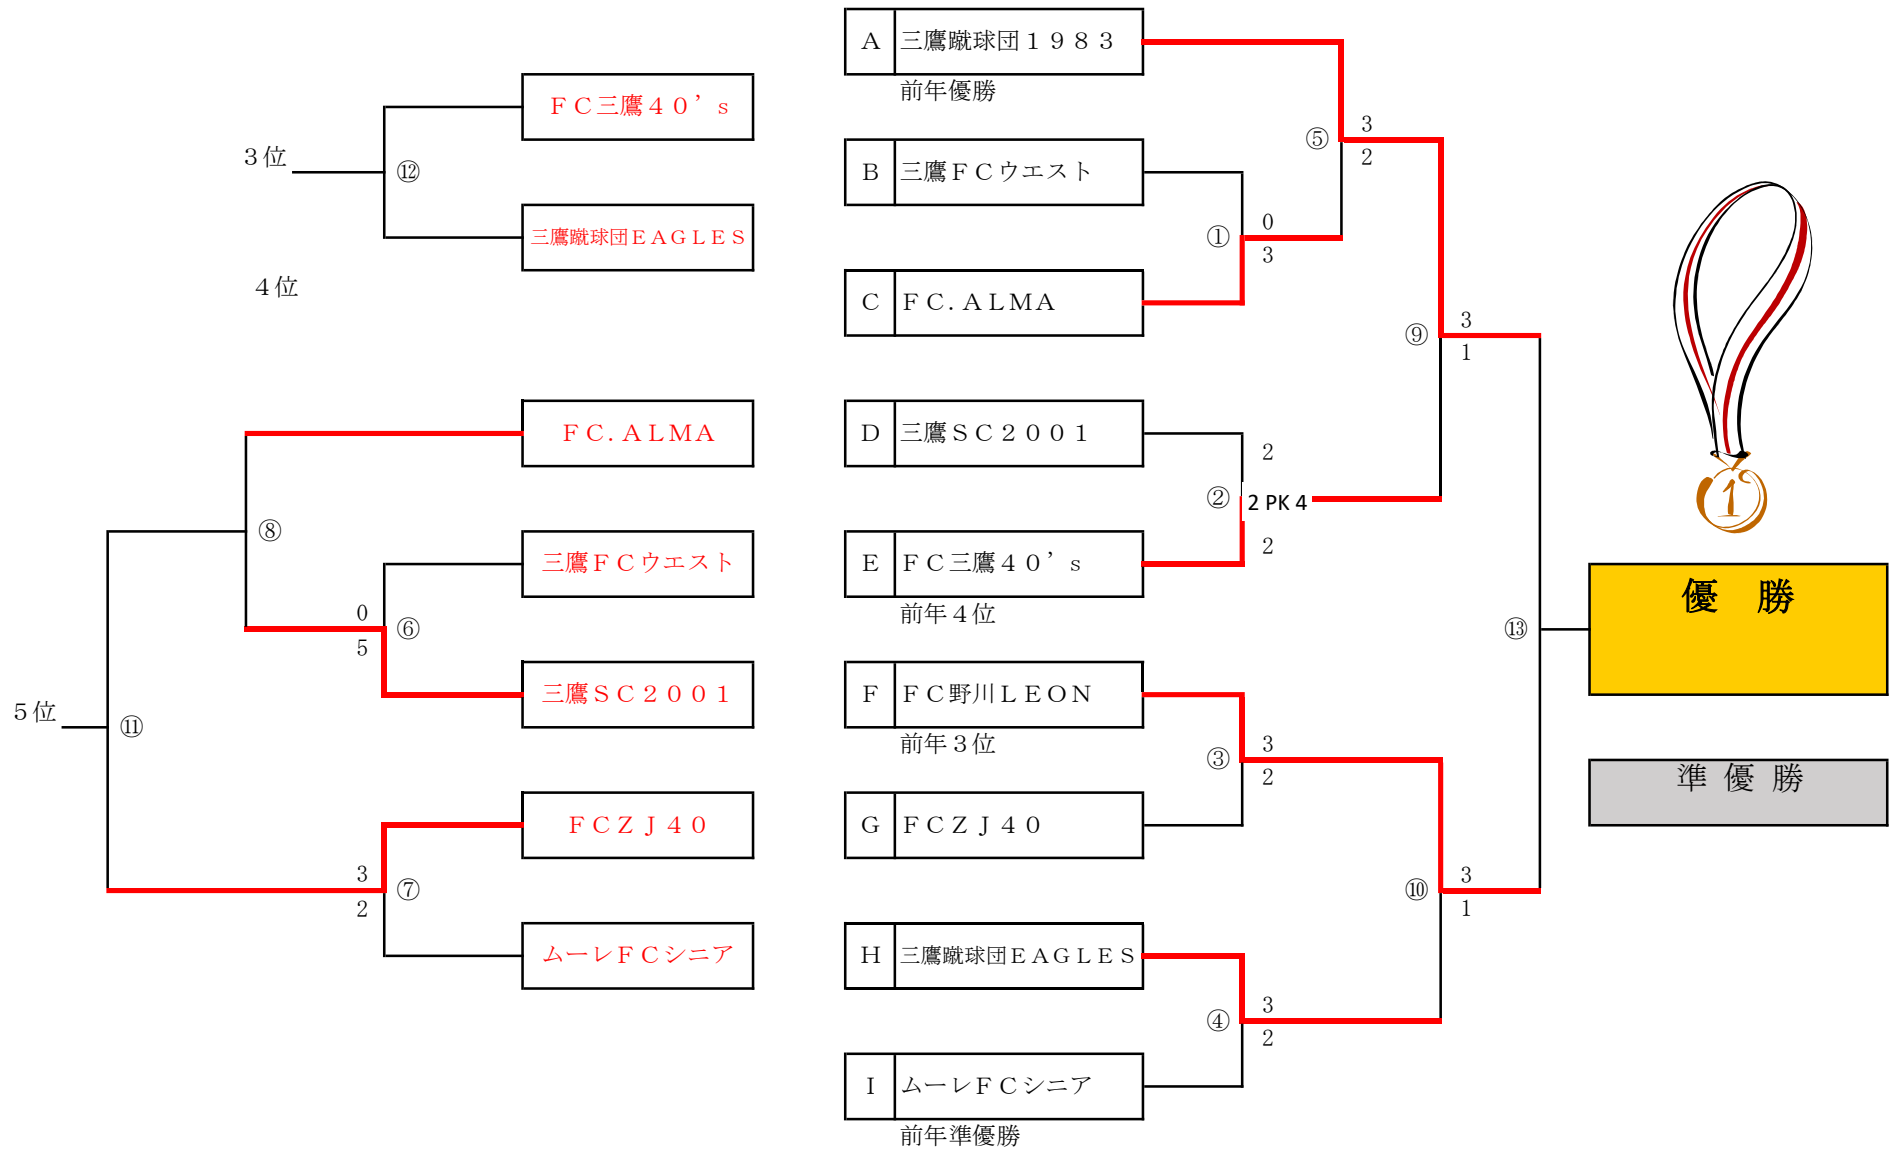 A 三鷹蹴球団１９８３
前年優勝
B 三鷹ＦＣウエスト
C ＦＣ．ＡＬＭＡ
D 三鷹ＳＣ２００１
E ＦＣ三鷹４０’ｓ
前年４位
F ＦＣ野川ＬＥＯＮ
前年３位
G ＦＣＺＪ４０
H 三鷹蹴球団ＥＡＧＬＥＳ
I ムーレＦＣシニア
前年準優勝
①
0
3
②
2
2 PK 4
2
③
3
2
④
3
2
⑤
3
2
⑨
3
1
⑩
3
1
⑬
1
優　勝
準 優 勝
ＦＣ三鷹４０’ｓ
３位
⑫
三鷹蹴球団ＥＡＧＬＥＳ
４位
ＦＣ．ＡＬＭＡ
⑧
三鷹ＦＣウエスト
0
⑥
5
三鷹ＳＣ２００１
５位
⑪
ＦＣＺＪ４０
3
⑦
2
ムーレＦＣシニア